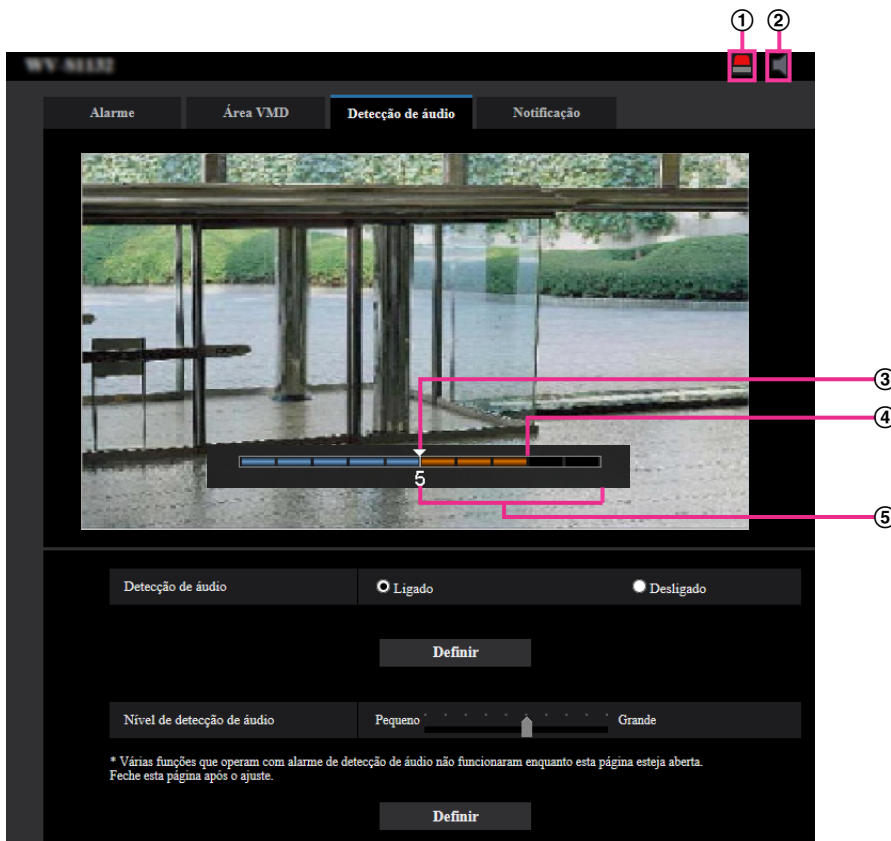 ① ②
Alarme Área VMD Detecção de áudio Notificação
③
④
5
⑤
Detecção de áudio Ligado Desligado
Definir
Nível de detecção de áudio Pequeno Grande
* Várias funções que operam com alarme de detecção de áudio não funcionaram enquanto esta página esteja aberta.
Feche esta página após o ajuste.
Definir